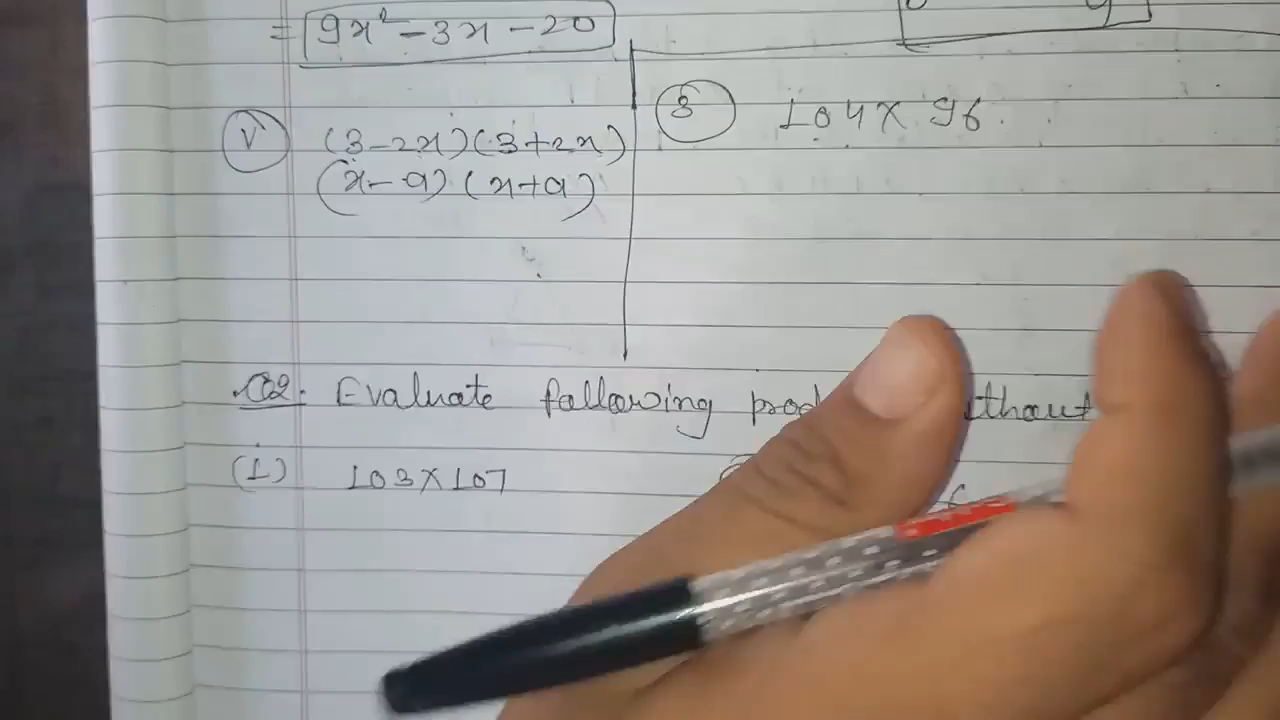 = 9x² - 3x - 20
V (3-2x)(3+2x)
(x-a)(x+a)
3 104 X 96.
Q2. Evaluate following
(i) 103 X 107